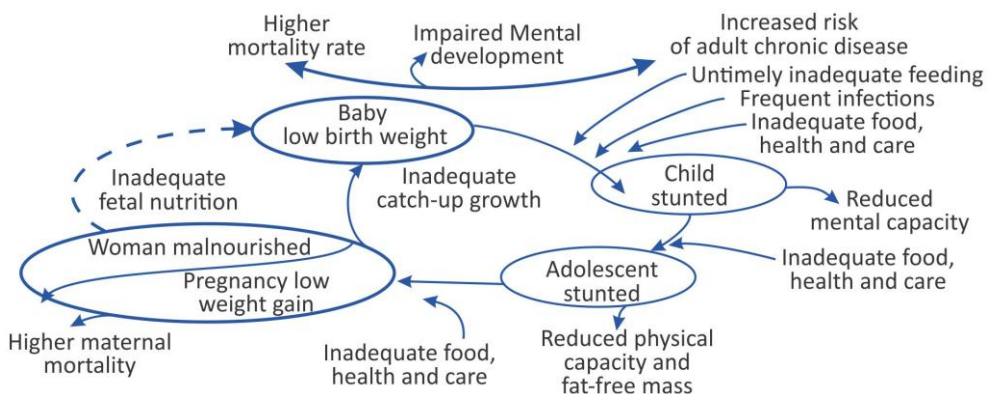 Higher
mortality rate
Impaired Mental
development
Increased risk
of adult chronic disease
Untimely inadequate feeding
Frequent infections
Inadequate food,
health and care
Baby
low birth weight
Inadequate
fetal nutrition
Inadequate
catch-up growth
Child
stunted
Reduced
mental capacity
Woman malnourished
Pregnancy low
weight gain
Adolescent
stunted
Inadequate food,
health and care
Higher maternal
mortality
Inadequate food,
health and care
Reduced physical
capacity and
fat-free mass